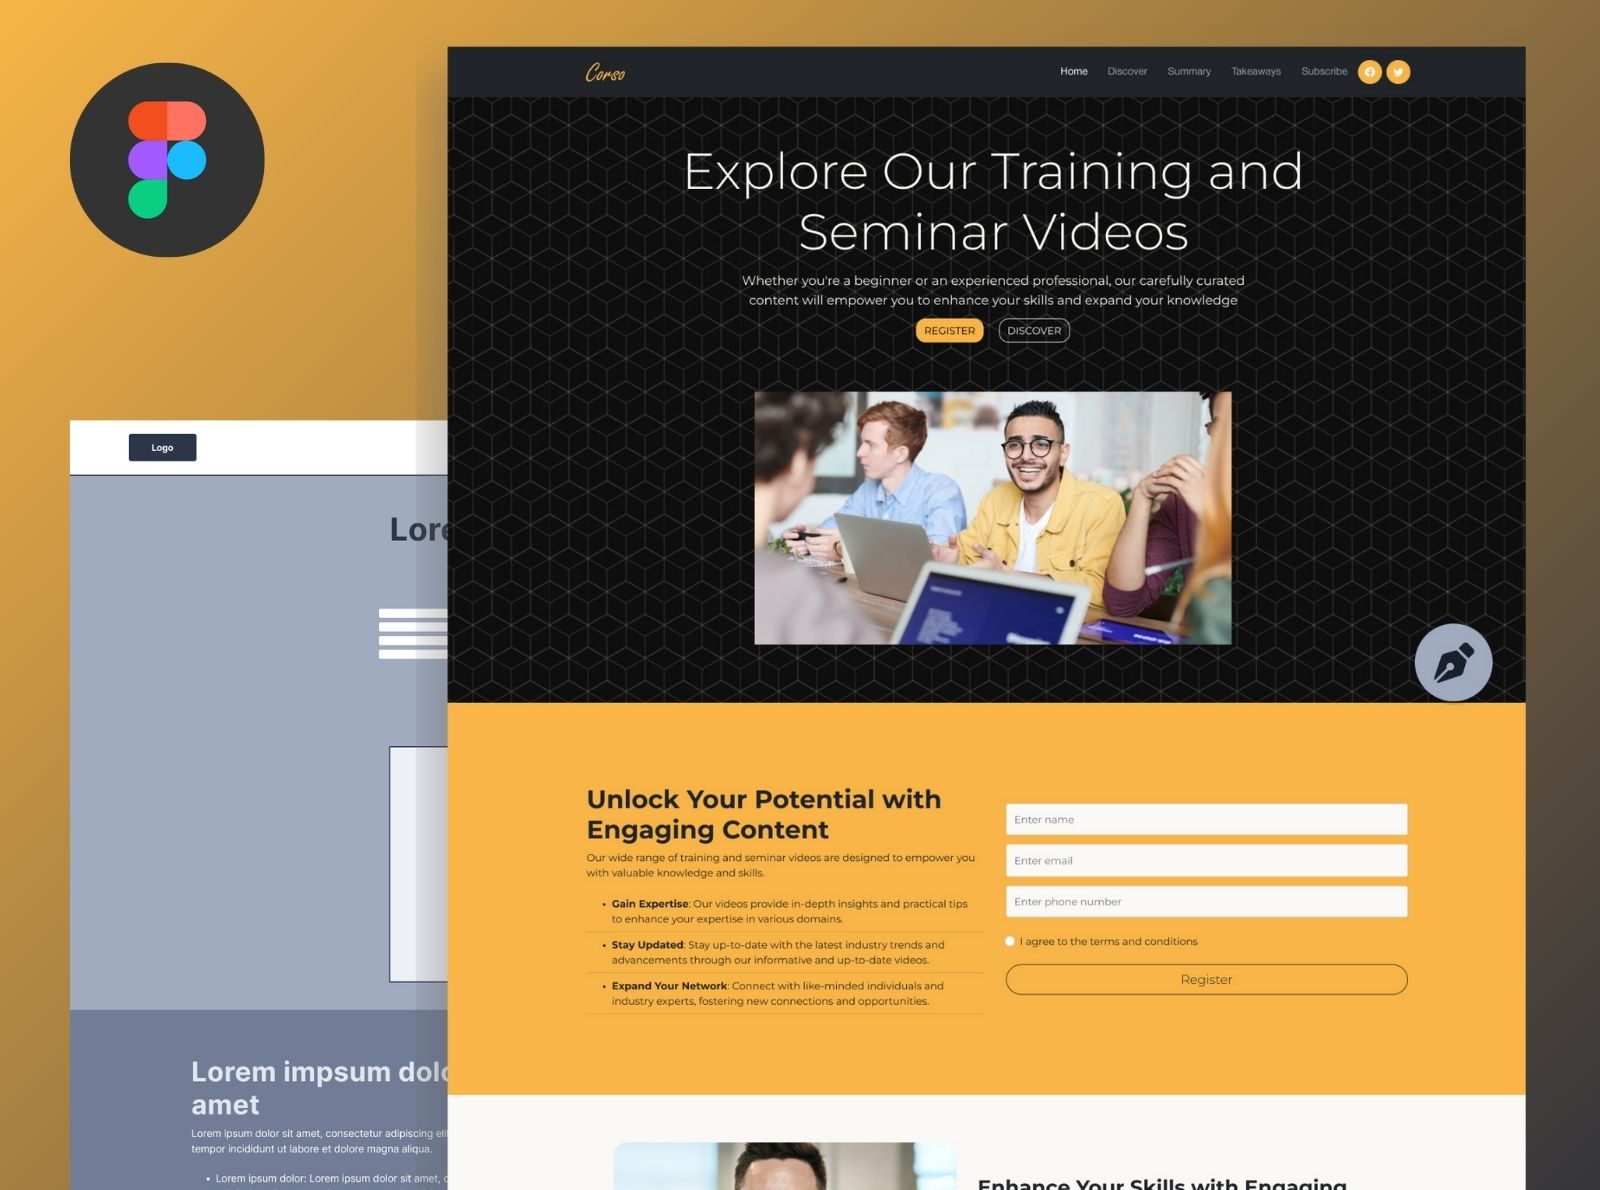 Corso
Home Discover Summary Takeaways Subscribe
Explore Our Training and
Seminar Videos
Whether you're a beginner or an experienced professional, our carefully curated
content will empower you to enhance your skills and expand your knowledge
REGISTER DISCOVER
Logo
Lore
Unlock Your Potential with
Engaging Content
Our wide range of training and seminar videos are designed to empower you
with valuable knowledge and skills.
• Gain Expertise: Our videos provide in-depth insights and practical tips
to enhance your expertise in various domains.
• Stay Updated: Stay up-to-date with the latest industry trends and
advancements through our informative and up-to-date videos.
• Expand Your Network: Connect with like-minded individuals and
industry experts, fostering new connections and opportunities.
Enter name
Enter email
Enter phone number
I agree to the terms and conditions
Register
Lorem impsum dolo
amet
Lorem ipsum dolor sit amet, consectetur adipiscing eli
tempor incididunt ut labore et dolore magna aliqua.
• Lorem ipsum dolor: Lorem ipsum dolor sit amet, c
Enhance Your Skills with Engaging